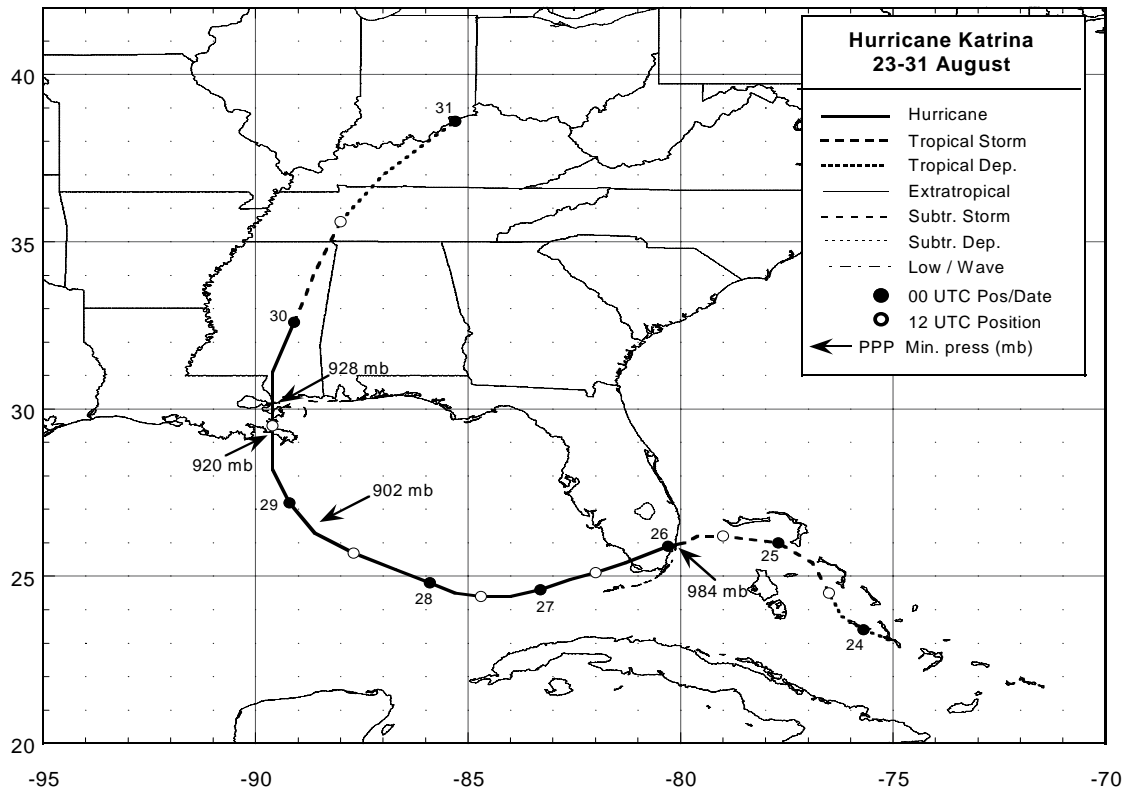 Hurricane Katrina
23-31 August
Hurricane
Tropical Storm
Tropical Dep.
Extratropical
Subtr. Storm
Subtr. Dep.
Low / Wave
00 UTC Pos/Date
12 UTC Position
PPP Min. press (mb)
40
31
35
30
928 mb
30
920 mb
902 mb
29
26
25
984 mb
25
28
27
24
20
-95
-90
-85
-80
-75
-70